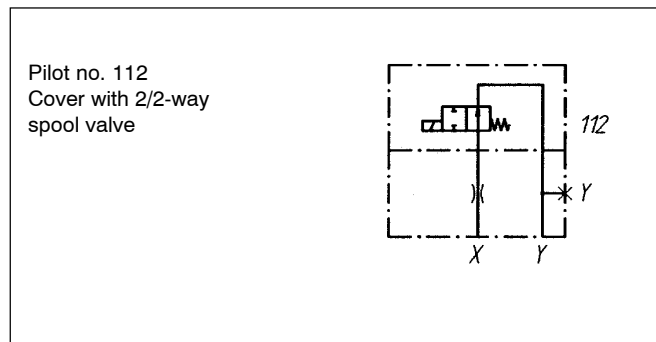 Pilot no. 112
Cover with 2/2-way
spool valve
112
Y
X Y